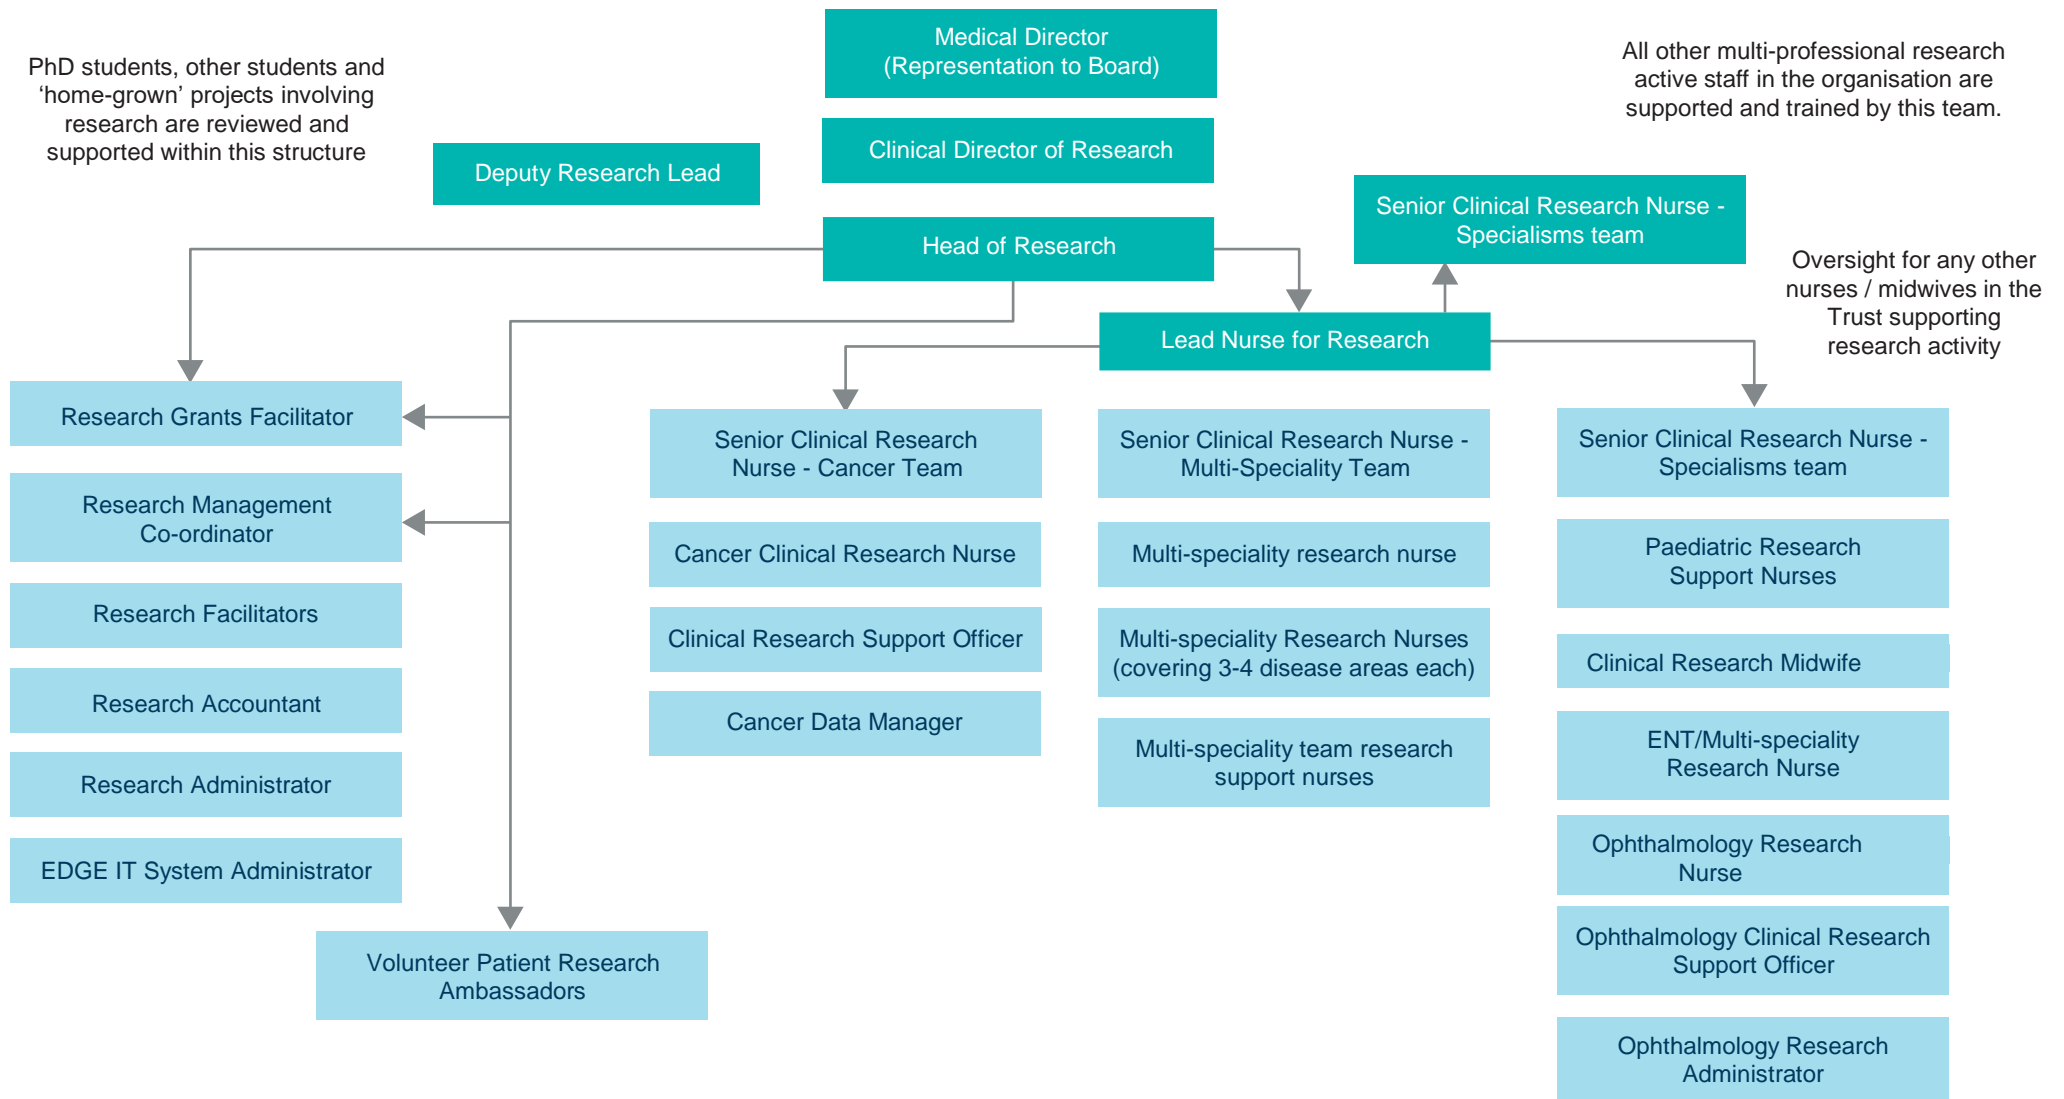 Medical Director
(Representation to Board)
PhD students, other students and
‘home-grown’ projects involving
research are reviewed and
supported within this structure
All other multi-professional research
active staff in the organisation are
supported and trained by this team.
Clinical Director of Research
Deputy Research Lead
Senior Clinical Research Nurse -
Specialisms team
Head of Research
Oversight for any other
nurses / midwives in the
Trust supporting
research activity
Lead Nurse for Research
Research Grants Facilitator
Research Management
Co-ordinator
Research Facilitators
Research Accountant
Research Administrator
EDGE IT System Administrator
Volunteer Patient Research
Ambassadors
Senior Clinical Research
Nurse - Cancer Team
Cancer Clinical Research Nurse
Clinical Research Support Officer
Cancer Data Manager
Senior Clinical Research Nurse -
Multi-Speciality Team
Multi-speciality research nurse
Multi-speciality Research Nurses
(covering 3-4 disease areas each)
Multi-speciality team research
support nurses
Senior Clinical Research Nurse -
Specialisms team
Paediatric Research
Support Nurses
Clinical Research Midwife
ENT/Multi-speciality
Research Nurse
Ophthalmology Research
Nurse
Ophthalmology Clinical Research
Support Officer
Ophthalmology Research
Administrator